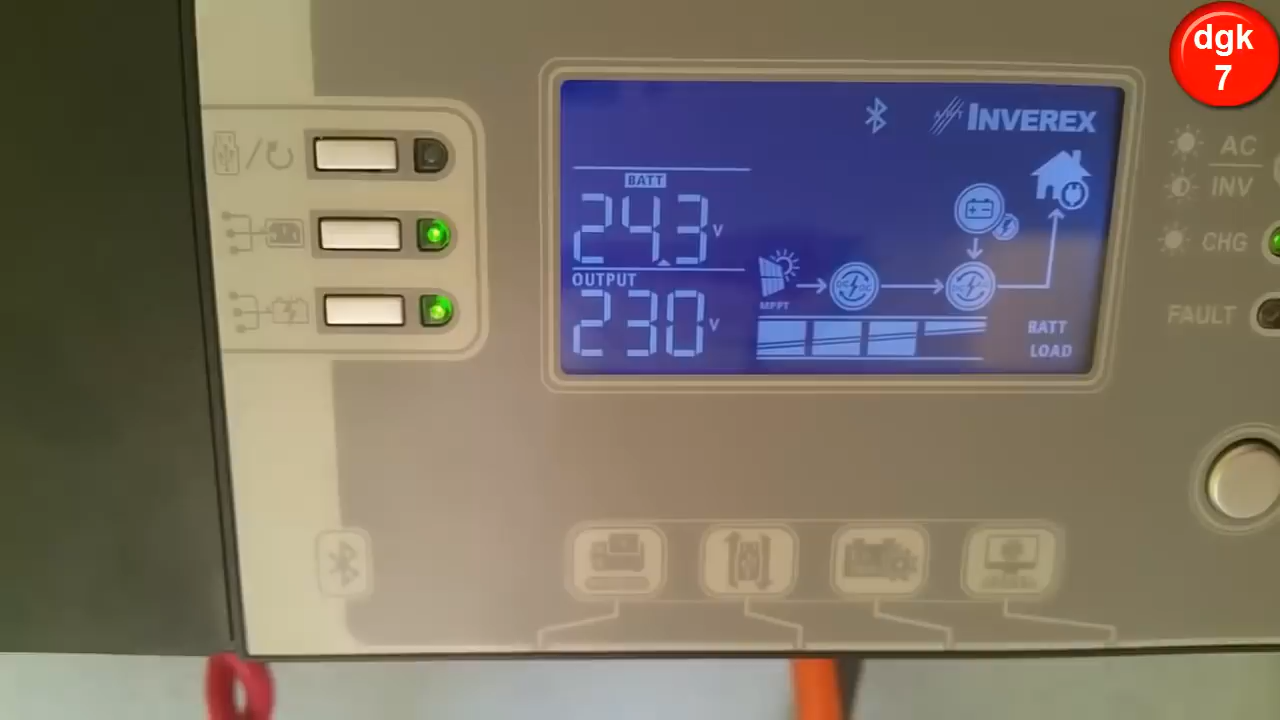 dgk
7
INVEREX
BATT
24.3 V
OUTPUT
230 V
MPPT
BATT
LOAD
AC
INV
CHG
FAULT